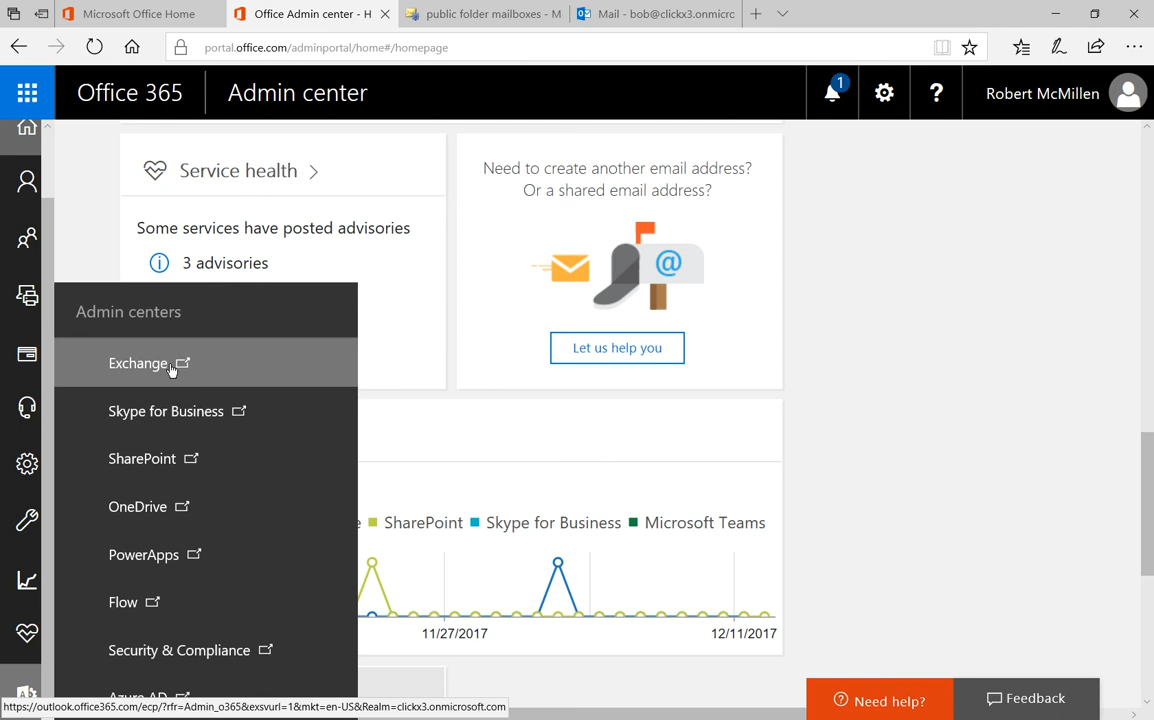 Microsoft Office Home
Office Admin center - H
public folder mailboxes - M
Mail - bob@clickx3.onmicrc
portal.office.com/adminportal/home#/homepage
Office 365
Admin center
1
?
Robert McMillen
Service health
Need to create another email address?
Or a shared email address?
Some services have posted advisories
3 advisories
@
Let us help you
Admin centers
Exchange
Skype for Business
SharePoint
OneDrive
PowerApps
Flow
Security & Compliance
Azure AD
e SharePoint Skype for Business Microsoft Teams
11/27/2017
12/11/2017
https://outlook.office365.com/ecp/?rfr=Admin_o365&exsvurl=1&mkt=en-US&Realm=clickx3.onmicrosoft.com
Need help?
Feedback